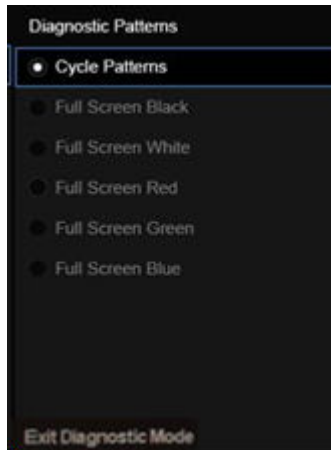 Diagnostic Patterns
Cycle Patterns
Full Screen Black
Full Screen White
Full Screen Red
Full Screen Green
Full Screen Blue
Exit Diagnostic Mode